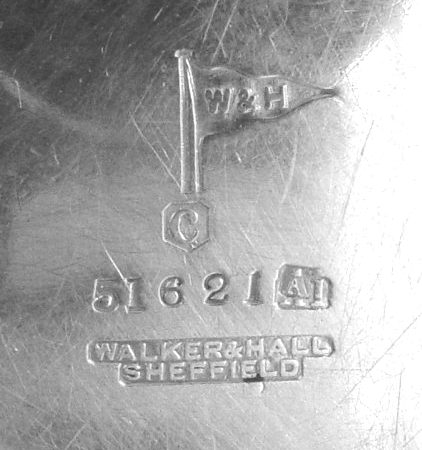 W&H
C
51621 A1
WALKER & HALL
SHEFFIELD